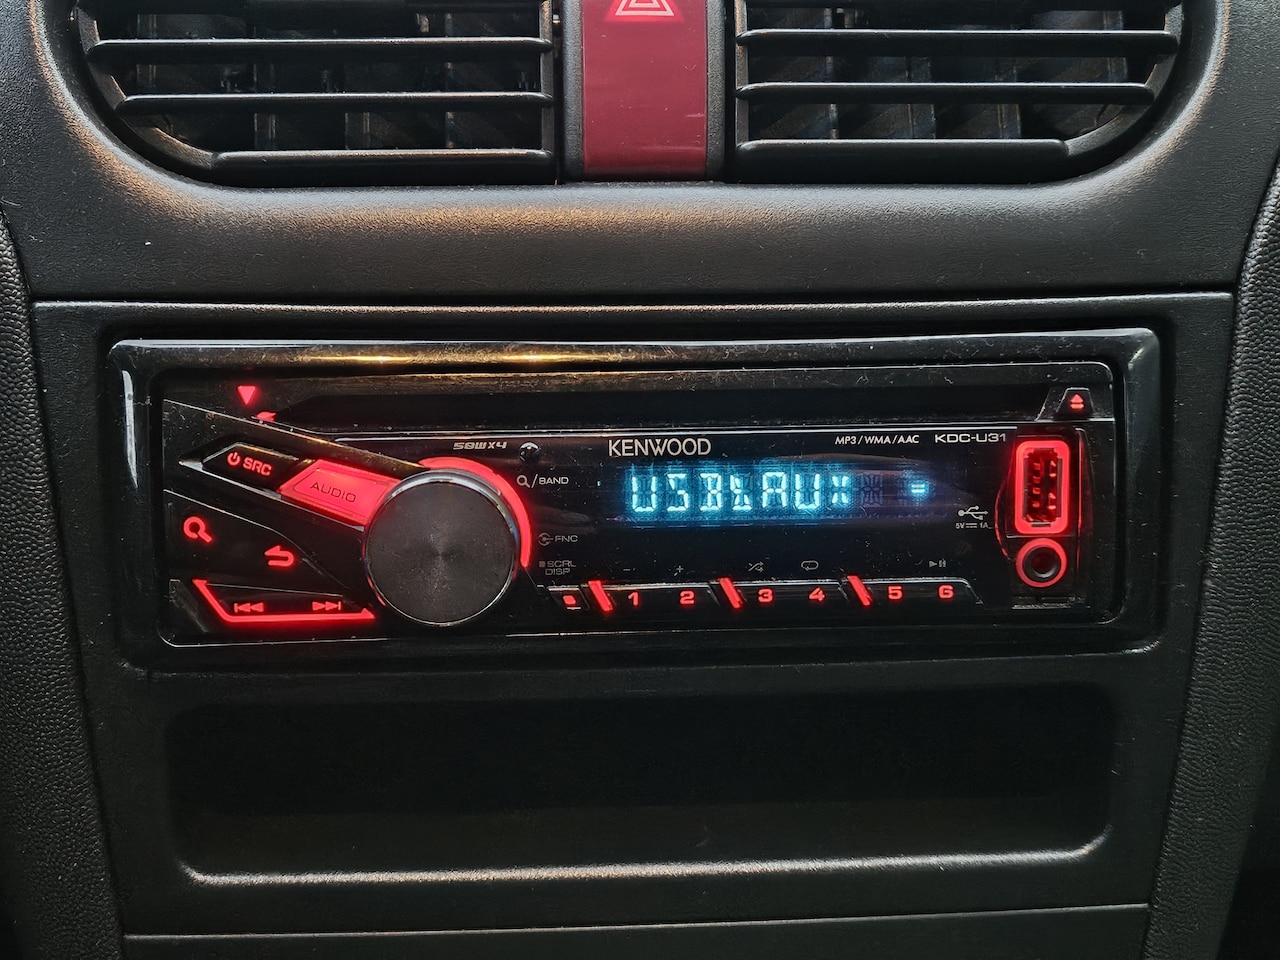 50W×4
KENWOOD
MP3/WMA/AAC
KDC-U31
SRC
AUDIO
/BAND
USB&AUX
FNC
5V 1A
SCRL
DISP
- +
1 2 3 4 5 6